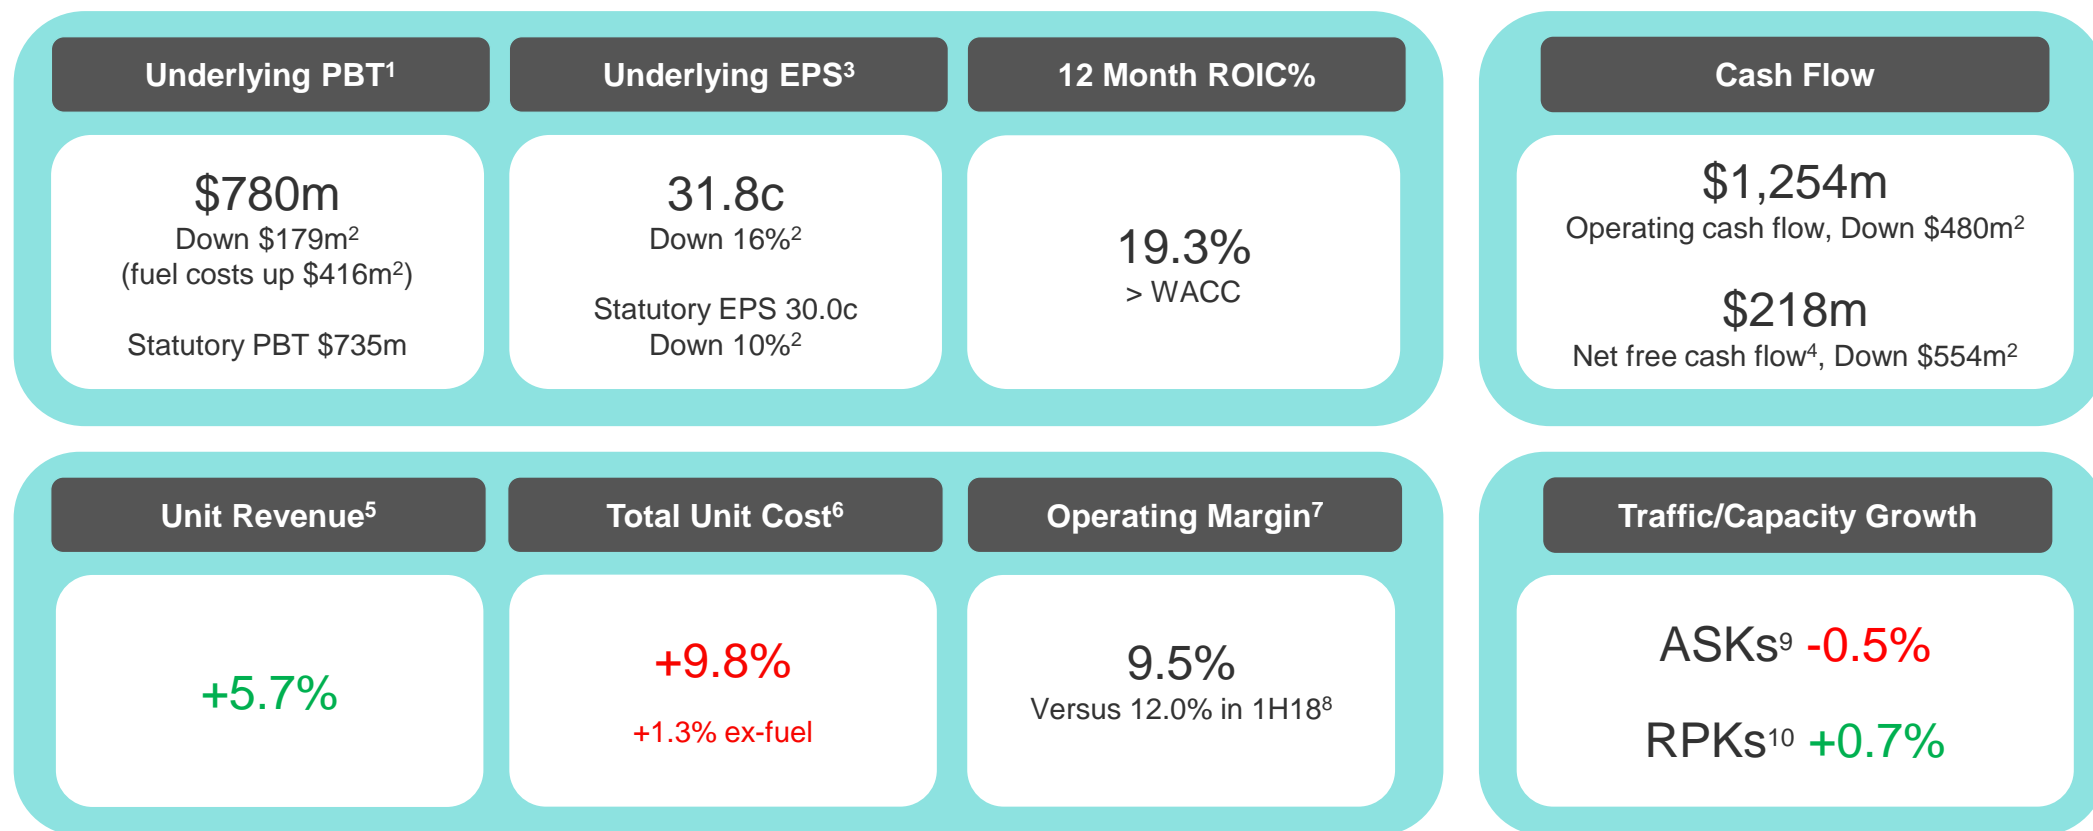 Underlying PBT1
$780m
Down $179m2
(fuel costs up $416m2)
Statutory PBT $735m
Underlying EPS3
31.8c
Down 16%2
Statutory EPS 30.0c
Down 10%2
12 Month ROIC%
19.3%
> WACC
Cash Flow
$1,254m
Operating cash flow, Down $480m2
$218m
Net free cash flow4, Down $554m2
Unit Revenue5
+5.7%
Total Unit Cost6
+9.8%
+1.3% ex-fuel
Operating Margin7
9.5%
Versus 12.0% in 1H188
Traffic/Capacity Growth
ASKs9 -0.5%
RPKs10 +0.7%